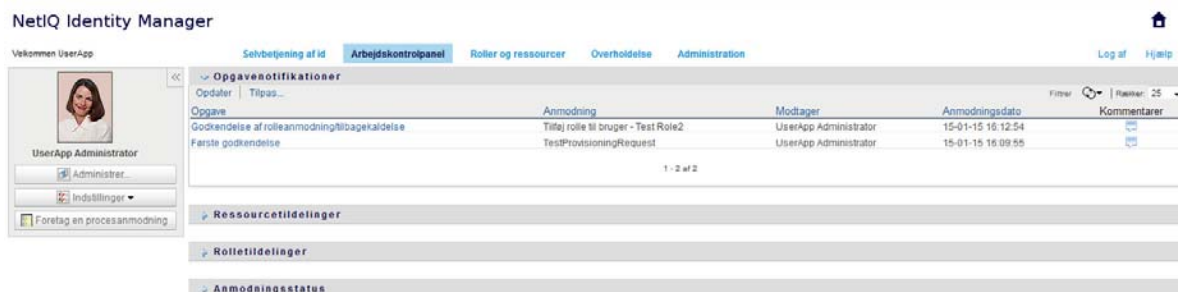 NetIQ Identity Manager
Velkommen UserApp
Selvbetjening af id Arbejdskontrolpanel Roller og ressourcer Overholdelse Administration Log af Hjælp
Opgavenotifikationer
Opdater Tilpas... Filtrer Rækker: 25
Opgave Anmodning Modtager Anmodningsdato Kommentarer
Godkendelse af rolleanmodning/tilbagekaldelse Tilføj rolle til bruger - Test Role2 UserApp Administrator 15-01-15 16:12:54
Første godkendelse TestProvisioningRequest UserApp Administrator 15-01-15 16:09:55
1 - 2 af 2
UserApp Administrator
Administrer...
Indstillinger
Foretag en procesanmodning
Ressourcetildelinger
Rolletildelinger
Anmodningsstatus